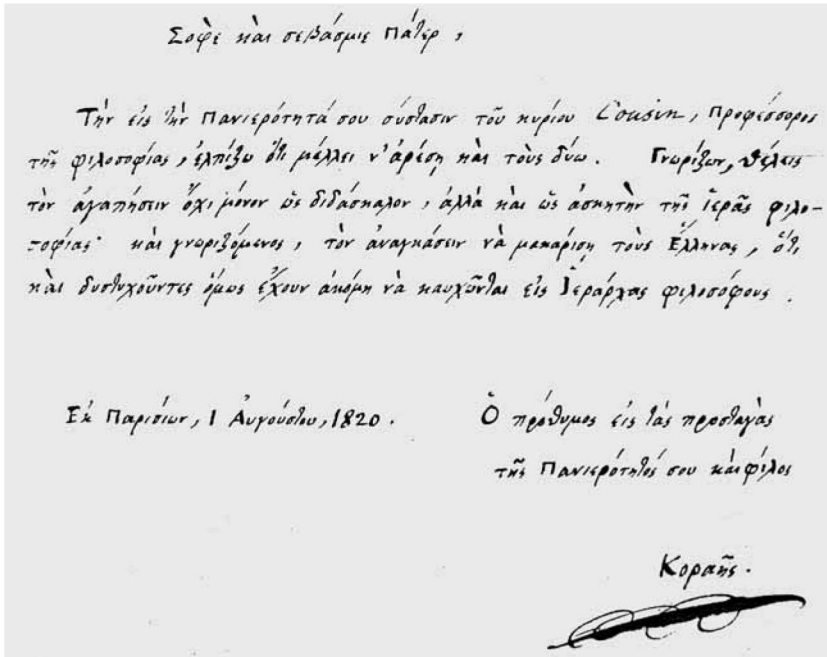 Σοφὲ καὶ σεβάσμιε Πάτερ,
Τὴν εἰς τὴν Πανιερότητά σου σύστασιν τοῦ κυρίου Cousin, Προφέσσορος
τῆς φιλοσοφίας, ἐλπίζω ὅτι μέλλει ν' ἀρέσῃ καὶ τοὺς δύω. Γνωρίζων, θέλεις
τὸν ἀγαπήσειν ὄχι μόνον ὡς διδάσκαλον, ἀλλὰ καὶ ὡς ἀσκητὴν τῆς ἱερᾶς φιλο-
σοφίας· καὶ γνωριζόμενος, τὸν ἀναγκάσειν νὰ μακαρίσῃ τοὺς Ἕλληνας, ὅτι
καὶ δυστυχοῦντες ὅμως ἔχουν ἀκόμη νὰ καυχῶνται εἰς Ἱεράρχας φιλοσόφους.
Ἐκ Παρισίων, 1 Αὐγούστου, 1820.
Ὁ πρόθυμος εἰς τὰς προσταγὰς
τῆς Πανιερότητός σου καὶ φίλος
Κοραῆς.